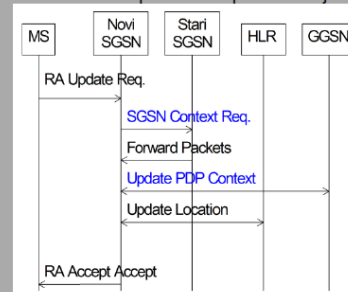 MS
Novi
SGSN
Stari
SGSN
HLR
GGSN
RA Update Req.
SGSN Context Req.
Forward Packets
Update PDP Context
Update Location
RA Accept Accept